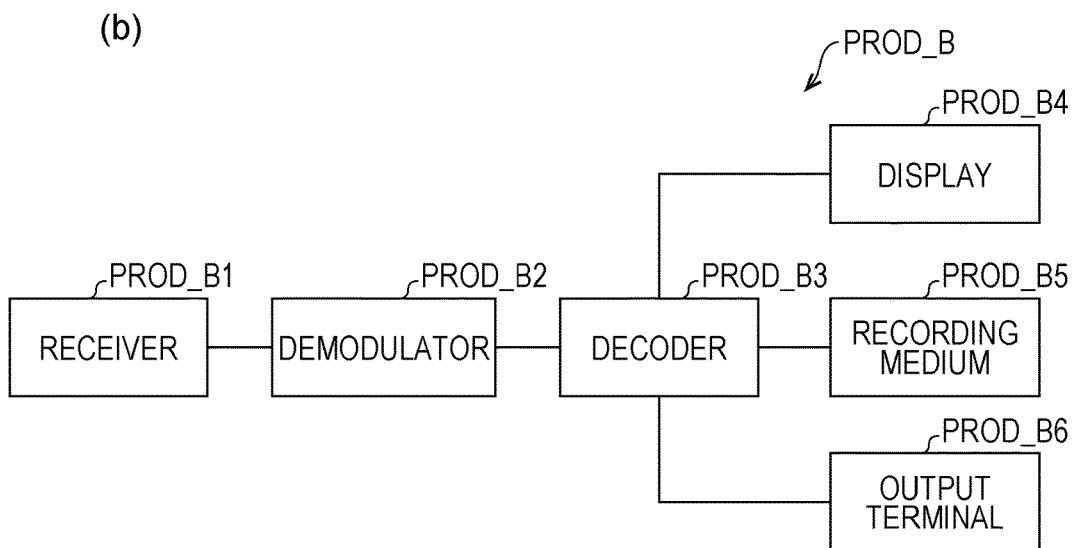 (b)
PROD_B
PROD_B4
DISPLAY
PROD_B1
PROD_B2
PROD_B3
PROD_B5
RECEIVER
DEMODULATOR
DECODER
RECORDING
MEDIUM
PROD_B6
OUTPUT
TERMINAL